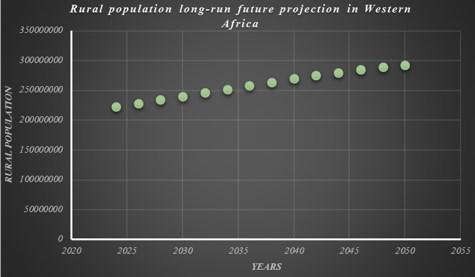 Rural population long-run future projection in Western
Africa
350000000
300000000
250000000
200000000
150000000
100000000
50000000
0
RURAL POPULATION
2020 2025 2030 2035 2040 2045 2050 2055
YEARS